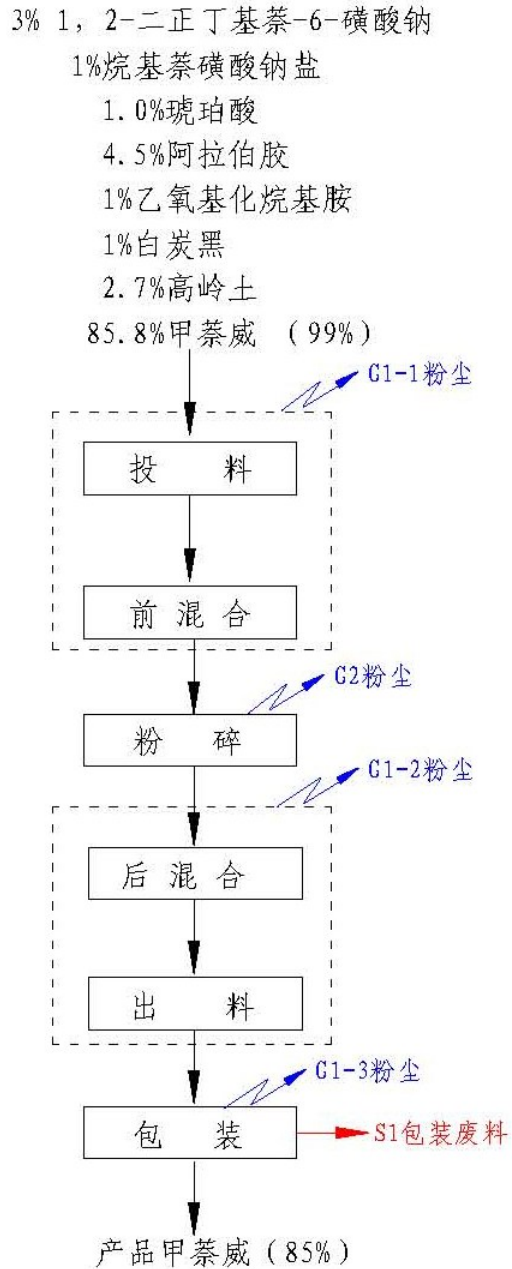 3% 1，2-二正丁基萘-6-磺酸钠
1%烷基萘磺酸钠盐
1.0%琥珀酸
4.5%阿拉伯胶
1%乙氧基化烷基胺
1%白炭黑
2.7%高岭土
85.8%甲萘威 （99%）
G1-1粉尘
投 料
前混合
G2粉尘
粉 碎
G1-2粉尘
后混合
出 料
G1-3粉尘
包 装
S1包装废料
产品甲萘威（85%）